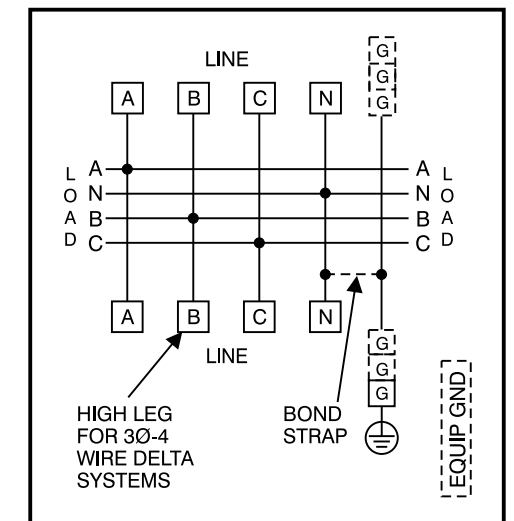 LINE
G
G
G
A B C N
L A A L
O N N O
A B B A
D C C D
A B C N
LINE
G
G
G
HIGH LEG
FOR 3Ø-4
WIRE DELTA
SYSTEMS
BOND
STRAP
EQUIP GND